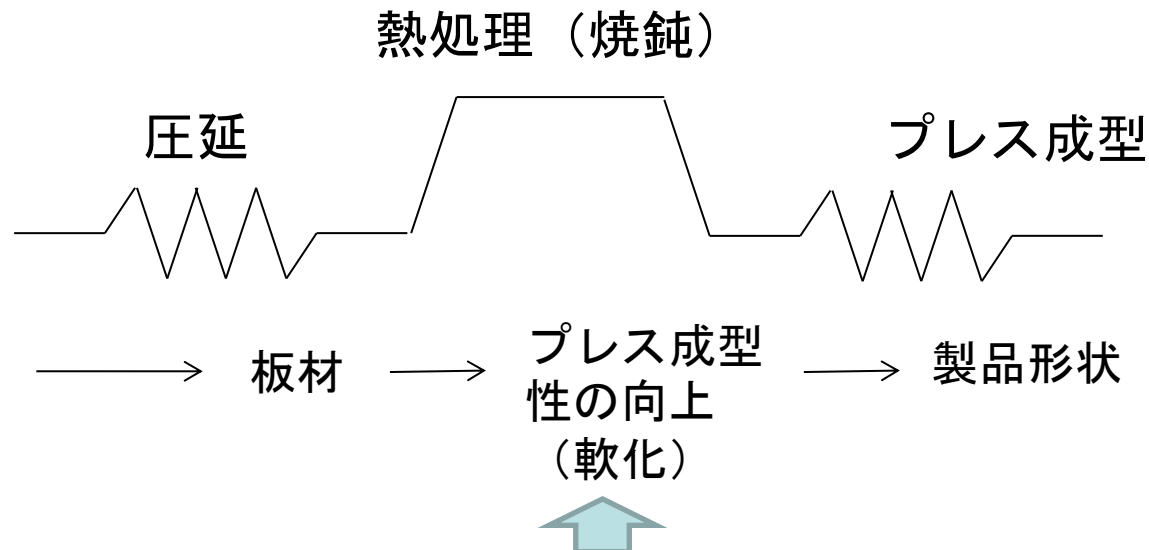 熱処理（焼鈍）
圧延
プレス成型
板材
プレス成型
性の向上
（軟化）
製品形状